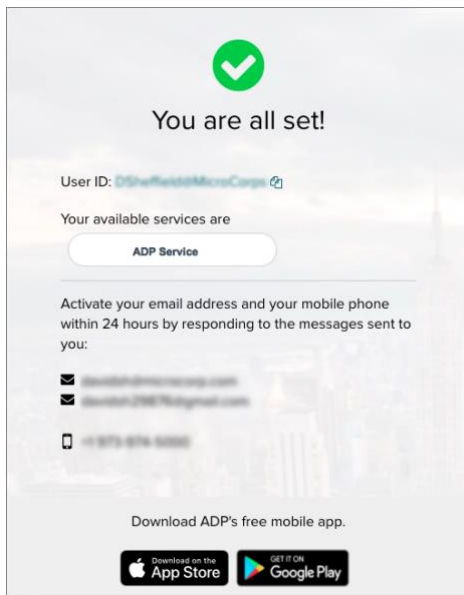 You are all set!
User ID:
Your available services are
ADP Service
Activate your email address and your mobile phone
within 24 hours by responding to the messages sent to
you:
Download ADP's free mobile app.
Download on the
App Store
GET IT ON
Google Play